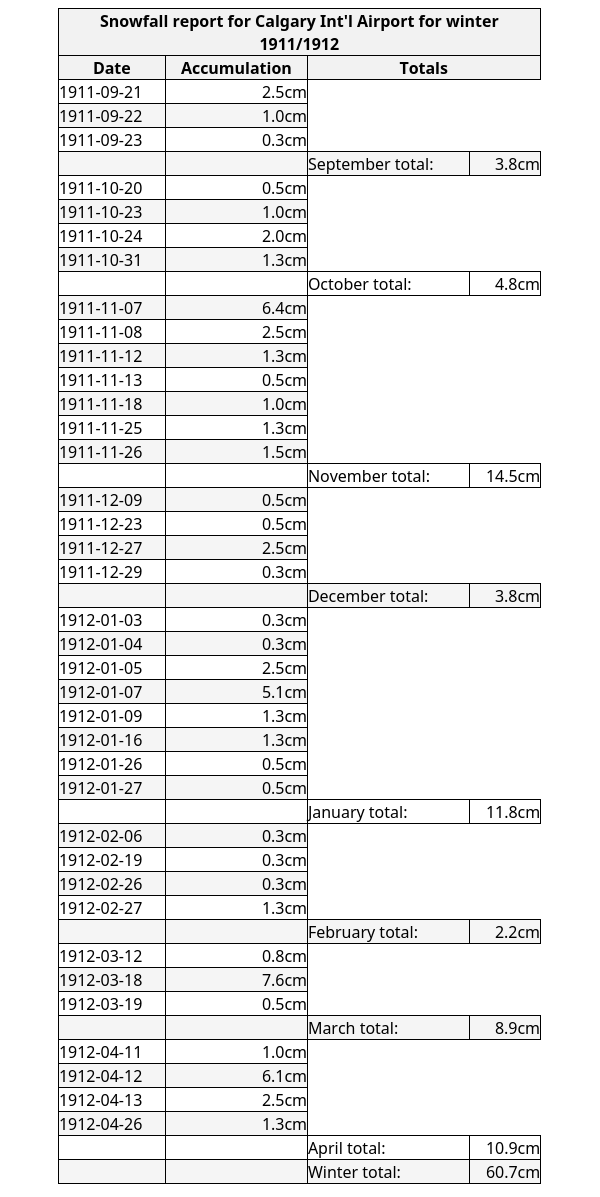 Snowfall report for Calgary Int'l Airport for winter
1911/1912
Date Accumulation Totals
1911-09-21 2.5cm
1911-09-22 1.0cm
1911-09-23 0.3cm
September total: 3.8cm
1911-10-20 0.5cm
1911-10-23 1.0cm
1911-10-24 2.0cm
1911-10-31 1.3cm
October total: 4.8cm
1911-11-07 6.4cm
1911-11-08 2.5cm
1911-11-12 1.3cm
1911-11-13 0.5cm
1911-11-18 1.0cm
1911-11-25 1.3cm
1911-11-26 1.5cm
November total: 14.5cm
1911-12-09 0.5cm
1911-12-23 0.5cm
1911-12-27 2.5cm
1911-12-29 0.3cm
December total: 3.8cm
1912-01-03 0.3cm
1912-01-04 0.3cm
1912-01-05 2.5cm
1912-01-07 5.1cm
1912-01-09 1.3cm
1912-01-16 1.3cm
1912-01-26 0.5cm
1912-01-27 0.5cm
January total: 11.8cm
1912-02-06 0.3cm
1912-02-19 0.3cm
1912-02-26 0.3cm
1912-02-27 1.3cm
February total: 2.2cm
1912-03-12 0.8cm
1912-03-18 7.6cm
1912-03-19 0.5cm
March total: 8.9cm
1912-04-11 1.0cm
1912-04-12 6.1cm
1912-04-13 2.5cm
1912-04-26 1.3cm
April total: 10.9cm
Winter total: 60.7cm